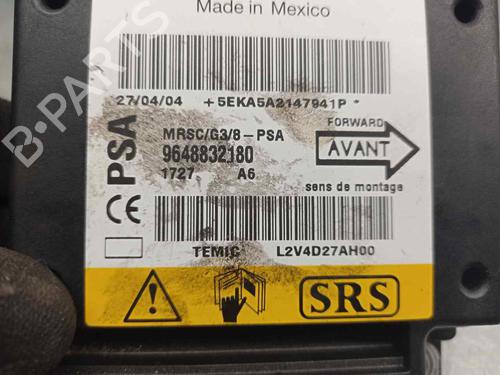 Made in Mexico
27/04/04 +5EKA5A2147941P*
MRSC/G3/8-PSA
FORWARD
PSA
9648832180
AVANT
1727 A6
sens de montage
CE
TEMIC L2V4D27AH00
SRS
B-PARTS